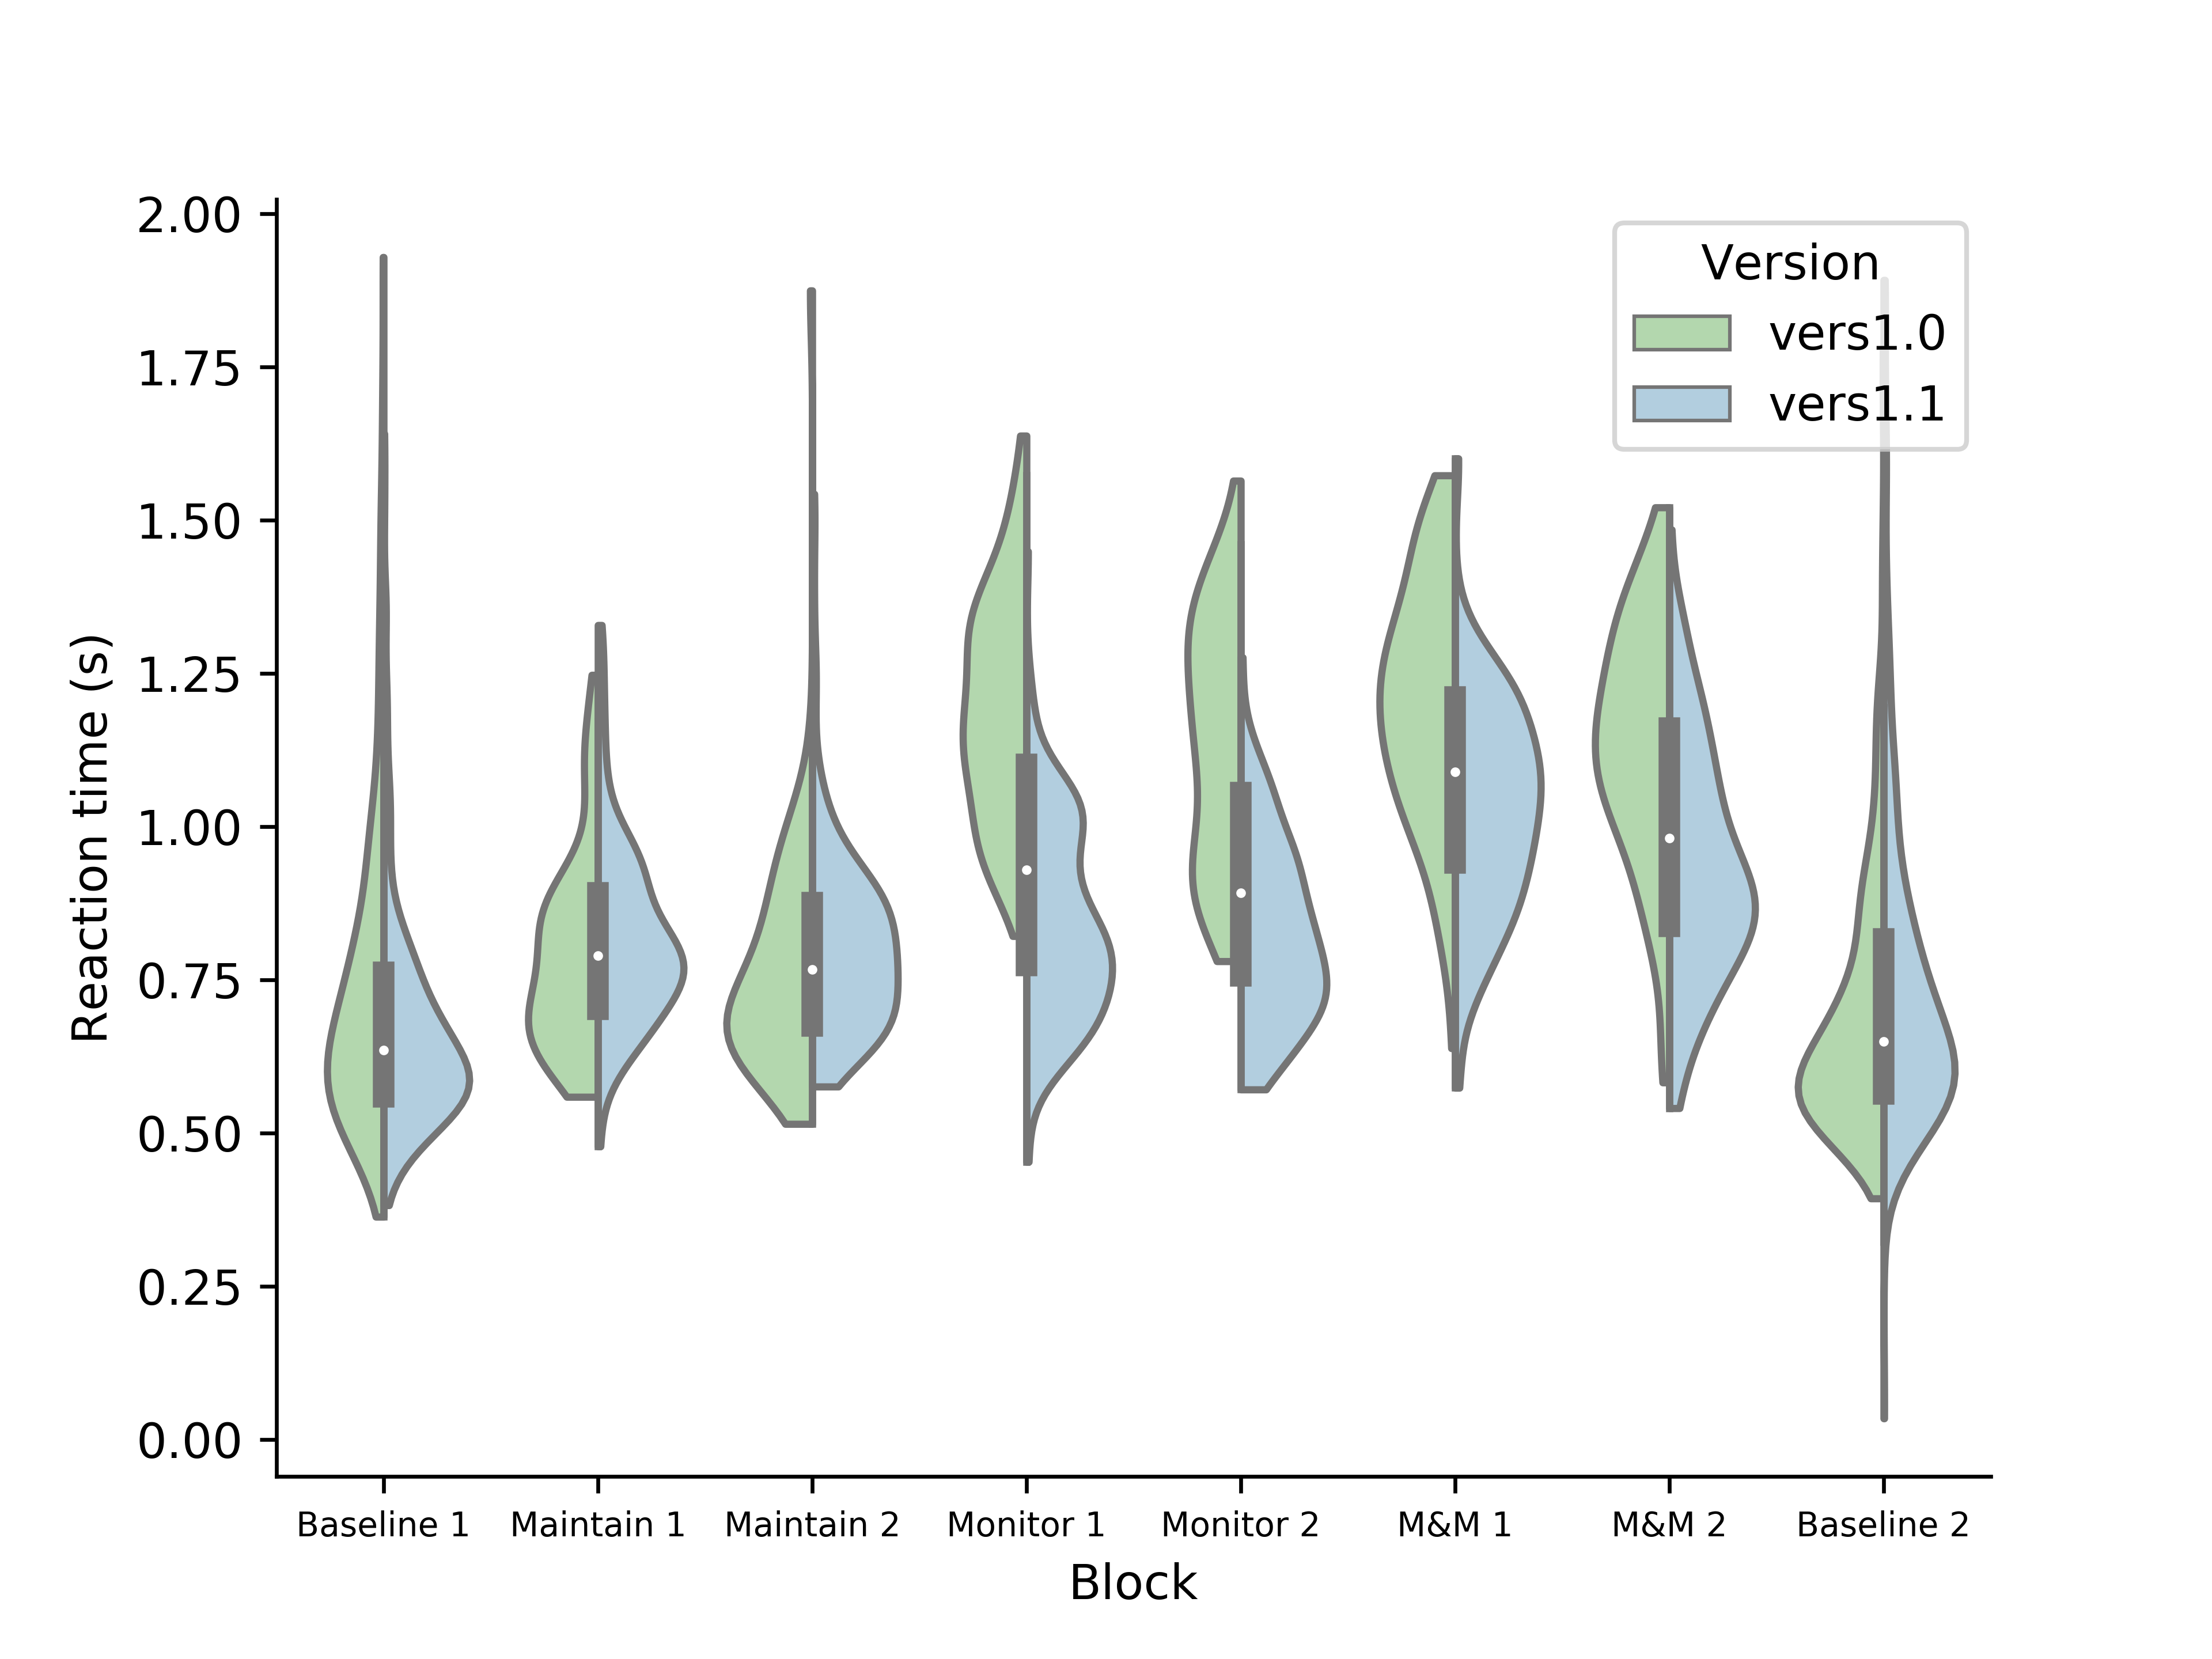 2.00
1.75
1.50
1.25
1.00
0.75
0.50
0.25
0.00
Reaction time (s)
Version
vers1.0
vers1.1
Baseline 1 Maintain 1 Maintain 2 Monitor 1 Monitor 2 M&M 1 M&M 2 Baseline 2
Block